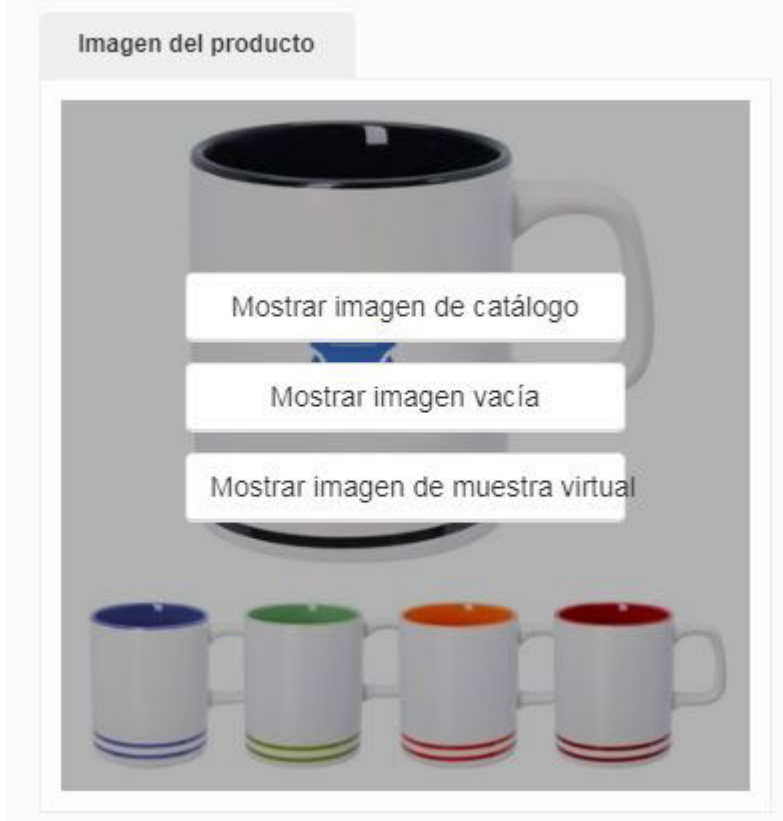 Imagen del producto
Mostrar imagen de catálogo
Mostrar imagen vacía
Mostrar imagen de muestra virtual